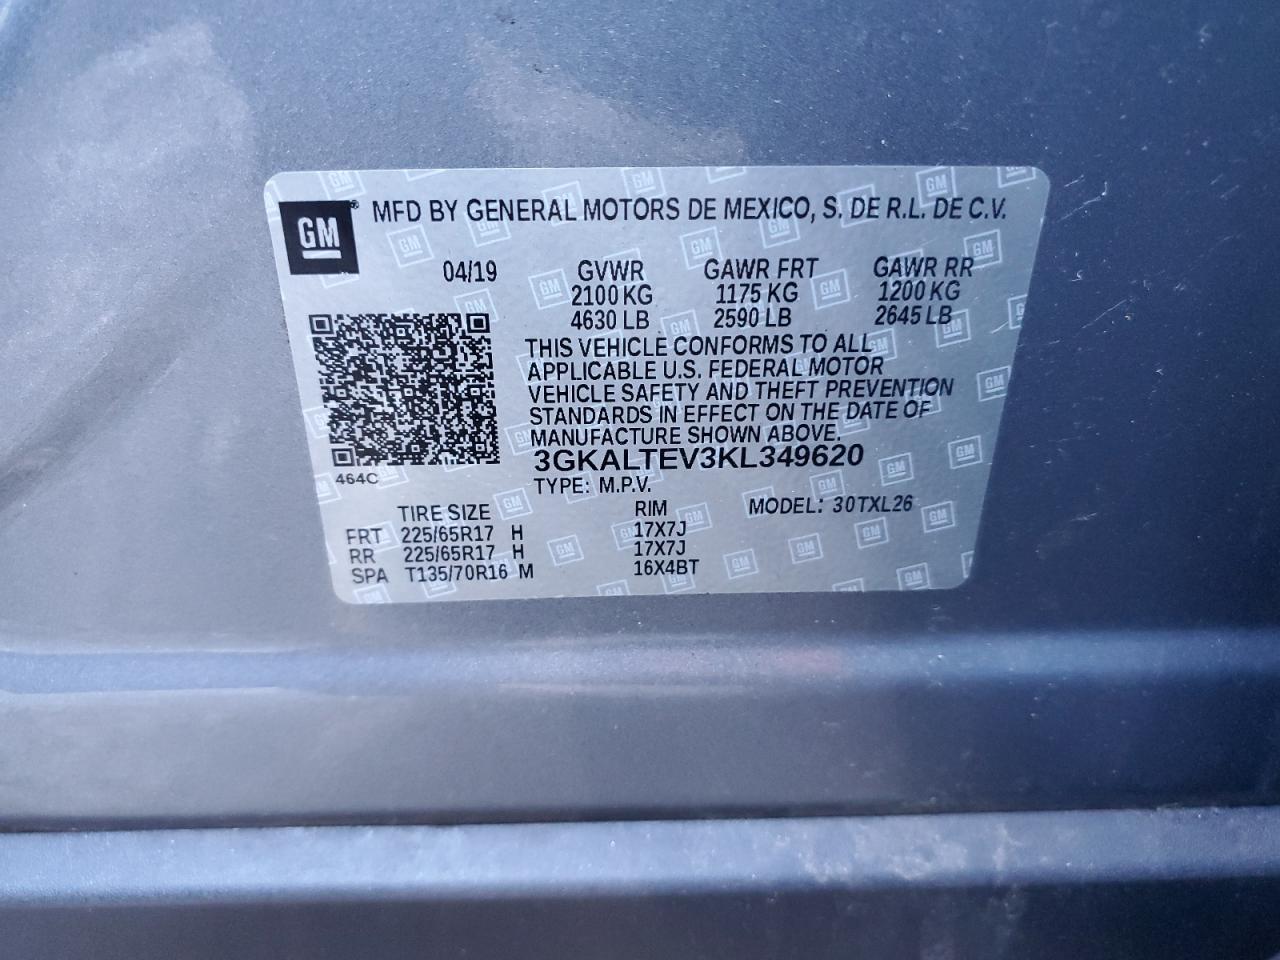 GM ® MFD BY GENERAL MOTORS DE MEXICO, S. DE R.L. DE C.V.
04/19 GVWR GAWR FRT GAWR RR
2100 KG 1175 KG 1200 KG
4630 LB 2590 LB 2645 LB
THIS VEHICLE CONFORMS TO ALL
APPLICABLE U.S. FEDERAL MOTOR
VEHICLE SAFETY AND THEFT PREVENTION
STANDARDS IN EFFECT ON THE DATE OF
MANUFACTURE SHOWN ABOVE.
3GKALTEV3KL349620
464C
TYPE: M.P.V.
TIRE SIZE RIM MODEL: 30TXL26
FRT 225/65R17 H 17X7J
RR 225/65R17 H 17X7J
SPA T135/70R16 M 16X4BT